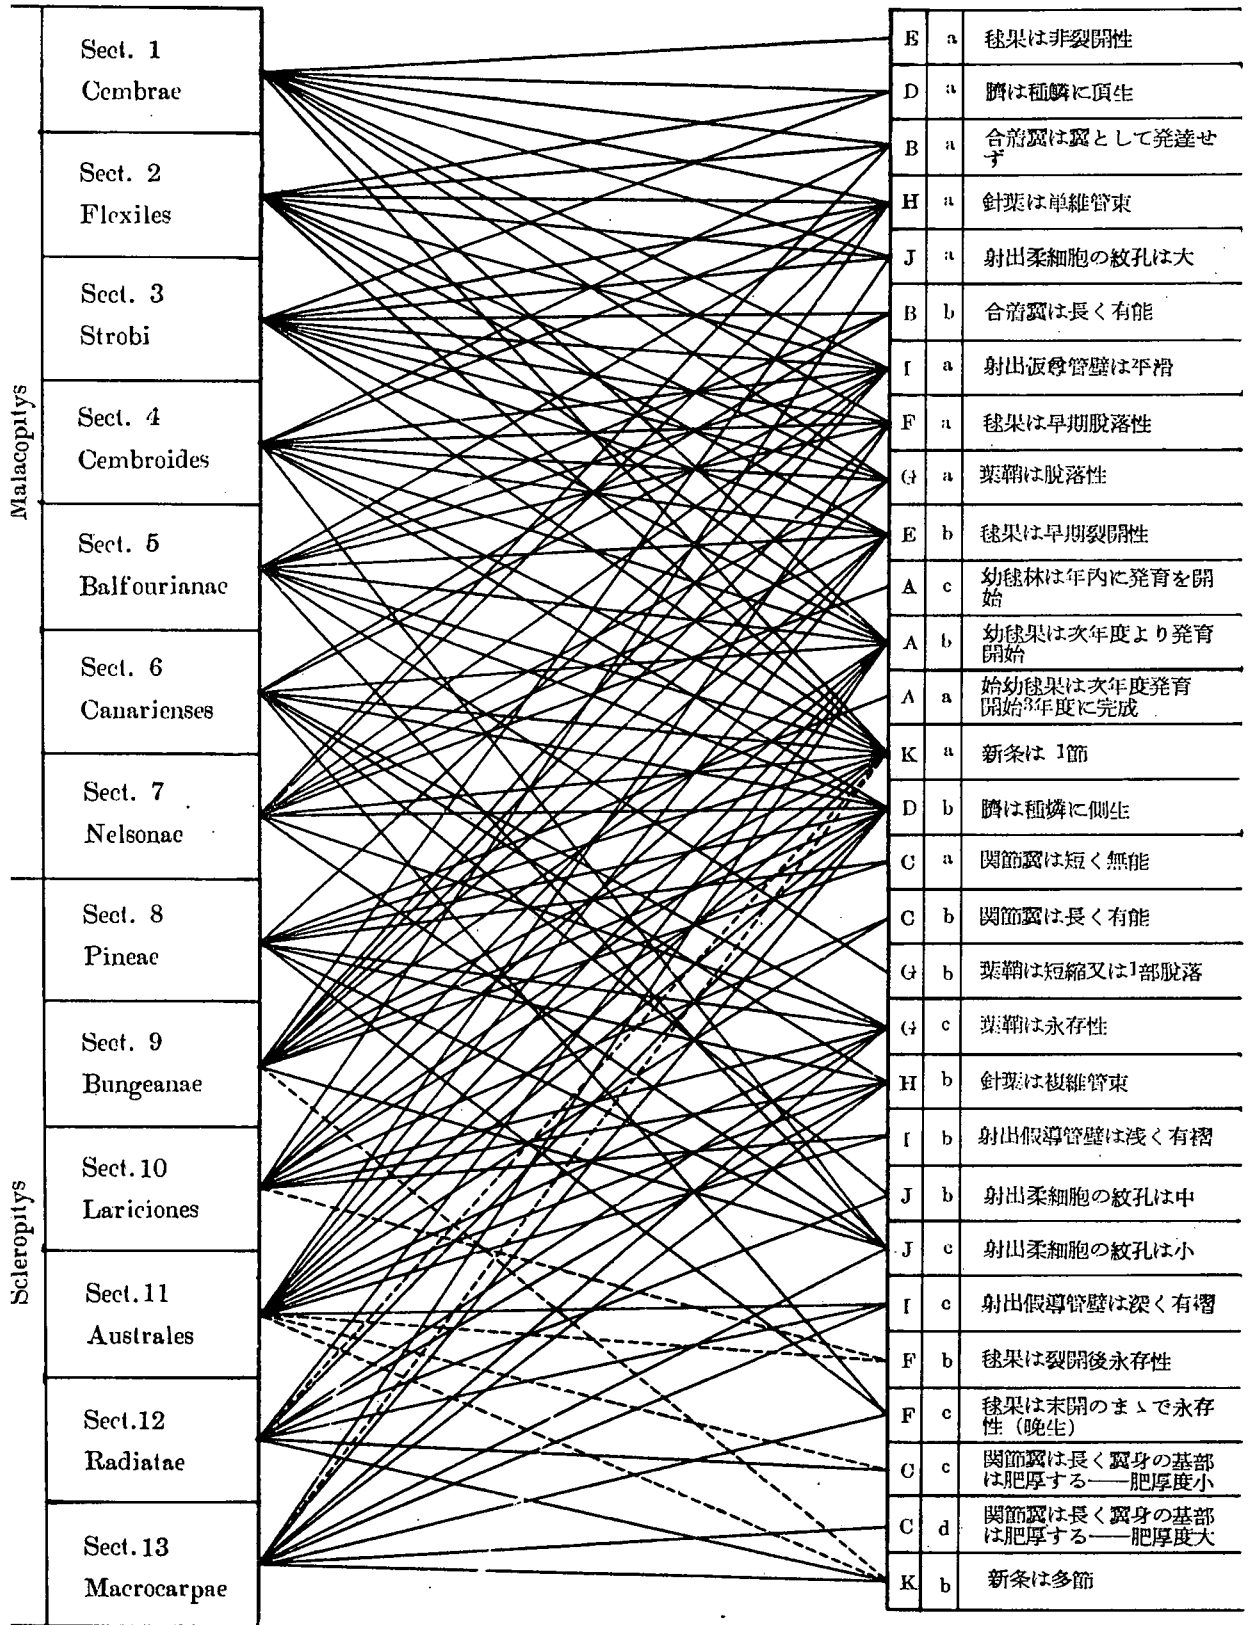 Malacopitys
Scleropitys
Sect. 1
Cembrae
Sect. 2
Flexiles
Sect. 3
Strobi
Sect. 4
Cembroides
Sect. 5
Balfourianae
Sect. 6
Canarienses
Sect. 7
Nelsonae
Sect. 8
Pineae
Sect. 9
Bungeanae
Sect. 10
Lariciones
Sect. 11
Australes
Sect. 12
Radiatae
Sect. 13
Macrocarpae
E a 毬果は非裂開性
D a 臍は種鱗に頂生
B a 合着翼は翼として発達せ
ず
H a 針葉は単維管束
J a 射出柔細胞の紋孔は大
B b 合着翼は長く有能
I a 射出仮導管壁は平滑
F a 毬果は早期脱落性
G a 葉鞘は脱落性
E b 毬果は早期裂開性
A c 幼毬林は年内に発育を開
始
A b 幼毬果は次年度より発育
開始
A a 始幼毬果は次年度発育
開始3年度に完成
K a 新条は 1節
D b 臍は種燐に側生
C a 関節翼は短く無能
C b 関節翼は長く有能
G b 葉鞘は短縮又は1部脱落
G c 葉鞘は永存性
H b 針葉は複維管束
I b 射出假導管壁は浅く有褶
J b 射出柔細胞の紋孔は中
J c 射出柔細胞の紋孔は小
I c 射出假導管壁は深く有褶
F b 毬果は裂開後永存性
F c 毬果は末開のまゝで永存
性（晩生）
C c 関節翼は長く翼身の基部
は肥厚する——肥厚度小
C d 関節翼は長く翼身の基部
は肥厚する——肥厚度大
K b 新条は多節